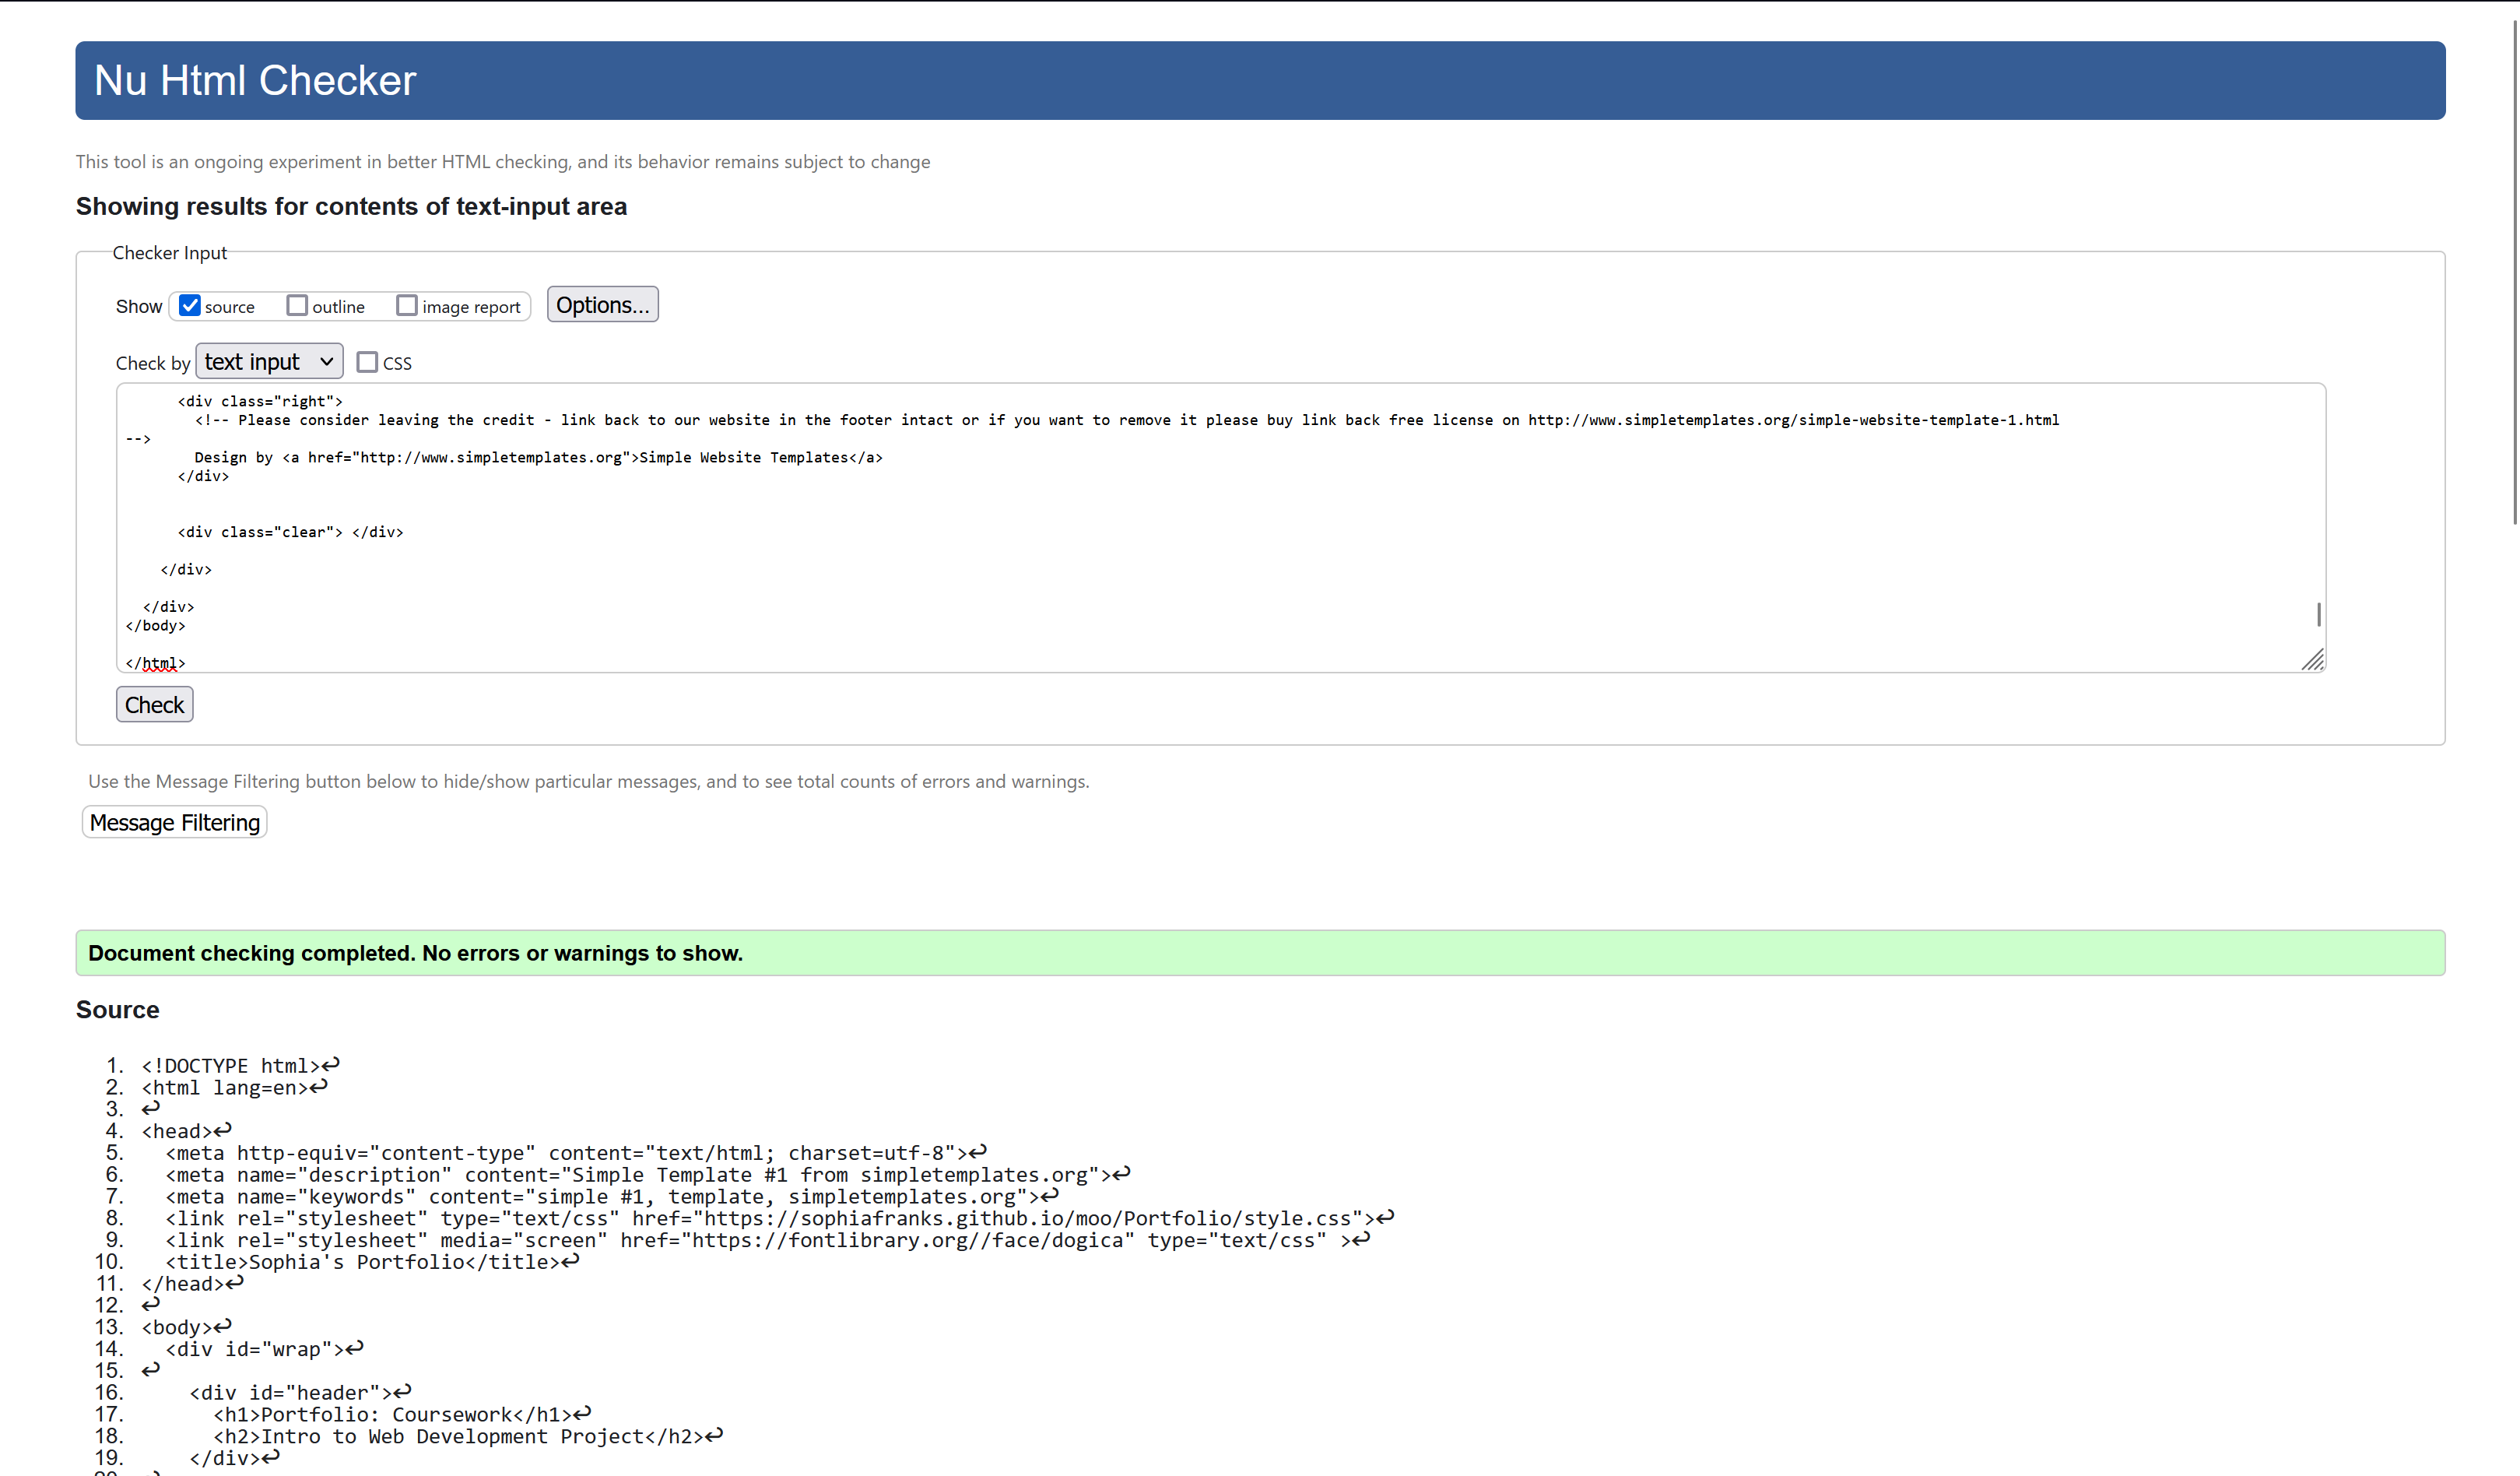 Nu Html Checker
This tool is an ongoing experiment in better HTML checking, and its behavior remains subject to change
Showing results for contents of text-input area
Checker Input
Show source outline image report Options...
Check by text input CSS
<div class="right">
<!-- Please consider leaving the credit - link back to our website in the footer intact or if you want to remove it please buy link back free license on http://www.simpletemplates.org/simple-website-template-1.html
-->
Design by <a href="http://www.simpletemplates.org">Simple Website Templates</a>
</div>
<div class="clear"> </div>
</div>
</div>
</body>
</html>
Check
Use the Message Filtering button below to hide/show particular messages, and to see total counts of errors and warnings.
Message Filtering
Document checking completed. No errors or warnings to show.
Source
1. <!DOCTYPE html>↩
2. <html lang=en>↩
3. ↩
4. <head>↩
5. <meta http-equiv="content-type" content="text/html; charset=utf-8">↩
6. <meta name="description" content="Simple Template #1 from simpletemplates.org">↩
7. <meta name="keywords" content="simple #1, template, simpletemplates.org">↩
8. <link rel="stylesheet" type="text/css" href="https://sophiafranks.github.io/moo/Portfolio/style.css">↩
9. <link rel="stylesheet" media="screen" href="https://fontlibrary.org//face/dogica" type="text/css" >↩
10. <title>Sophia's Portfolio</title>↩
11. </head>↩
12. ↩
13. <body>↩
14. <div id="wrap">↩
15. ↩
16. <div id="header">↩
17. <h1>Portfolio: Coursework</h1>↩
18. <h2>Intro to Web Development Project</h2>↩
19. </div>↩